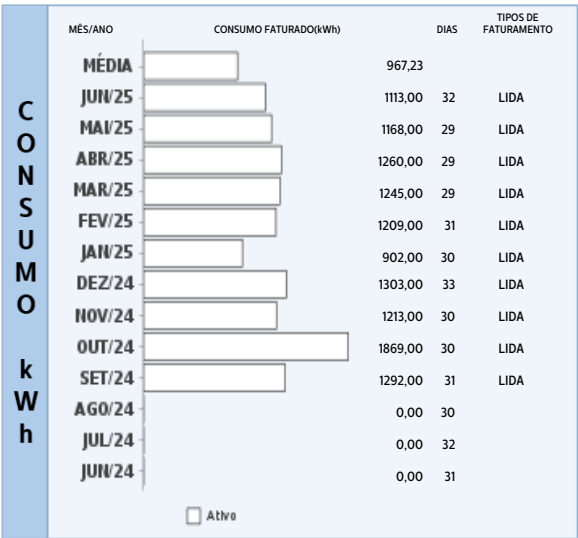 CONSUMO kWh
MÊS/ANO CONSUMO FATURADO(kWh) DIAS TIPOS DE FATURAMENTO
MÉDIA 967,23
JUN/25 1113,00 32 LIDA
MAI/25 1168,00 29 LIDA
ABR/25 1260,00 29 LIDA
MAR/25 1245,00 29 LIDA
FEV/25 1209,00 31 LIDA
JAN/25 902,00 30 LIDA
DEZ/24 1303,00 33 LIDA
NOV/24 1213,00 30 LIDA
OUT/24 1869,00 30 LIDA
SET/24 1292,00 31 LIDA
AGO/24 0,00 30
JUL/24 0,00 32
JUN/24 0,00 31
Ativo